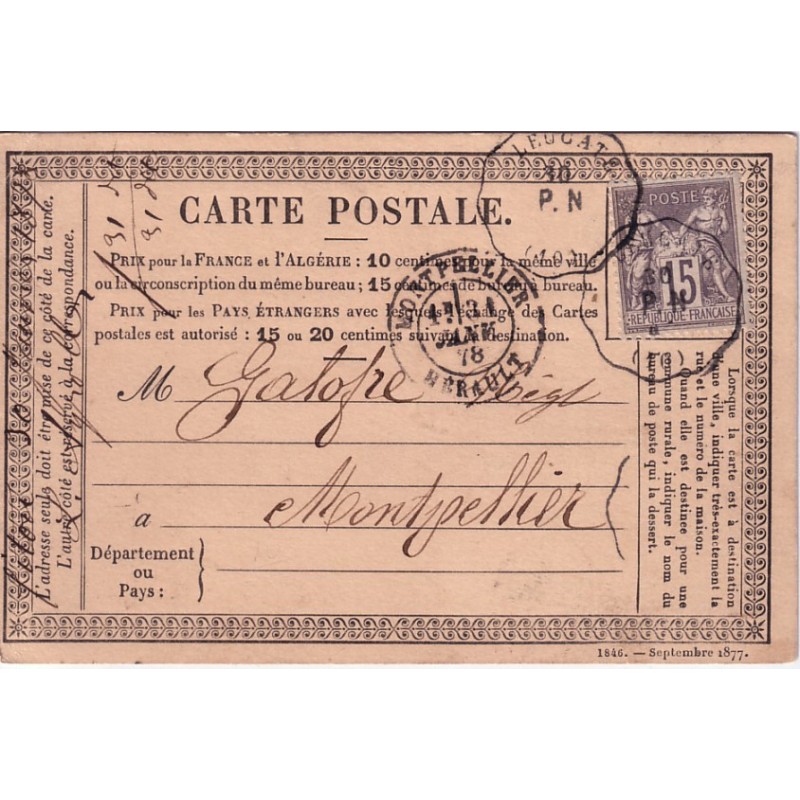 CARTE POSTALE.
PRIX pour la FRANCE et l'ALGÉRIE : 10 centimes pour la même ville
ou la circonscription du même bureau ; 15 centimes de bureau à bureau.
PRIX pour les PAYS ÉTRANGERS avec lesquels l'échange des Cartes
postales est autorisé : 15 ou 20 centimes suivant destination.
M Gatofre Négt
à Montpellier
Département
ou
Pays :
L'adresse seule doit être mise de ce côté de la carte.
L'autre côté est réservé à la correspondance.
Lorsque la carte est à destination
d'une ville, indiquer très-exactement la
rue et le numéro de la maison.
Quand elle est destinée pour une
commune rurale, indiquer le nom du
bureau de poste qui la dessert.
LEUCATE
30
P. N
(10)
POSTE
15
REPUBLIQUE FRANÇAISE
MONTPELLIER
31
JANV
78
HÉRAULT
1846. — Septembre 1877.